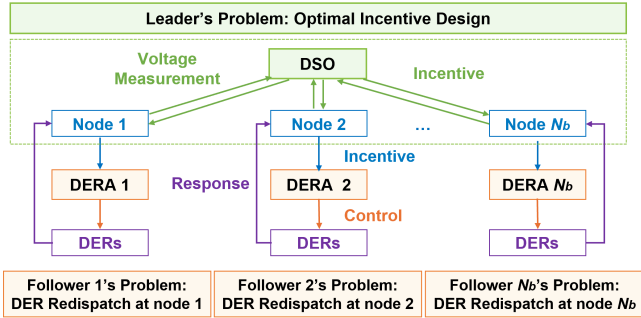 Leader's Problem: Optimal Incentive Design
Voltage
Measurement
DSO
Incentive
Node 1
Node 2
...
Node Nb
Incentive
DERA 1
Response
DERA 2
DERA Nb
Control
DERs
DERs
DERs
Follower 1's Problem:
DER Redispatch at node 1
Follower 2's Problem:
DER Redispatch at node 2
Follower Nb's Problem:
DER Redispatch at node Nb